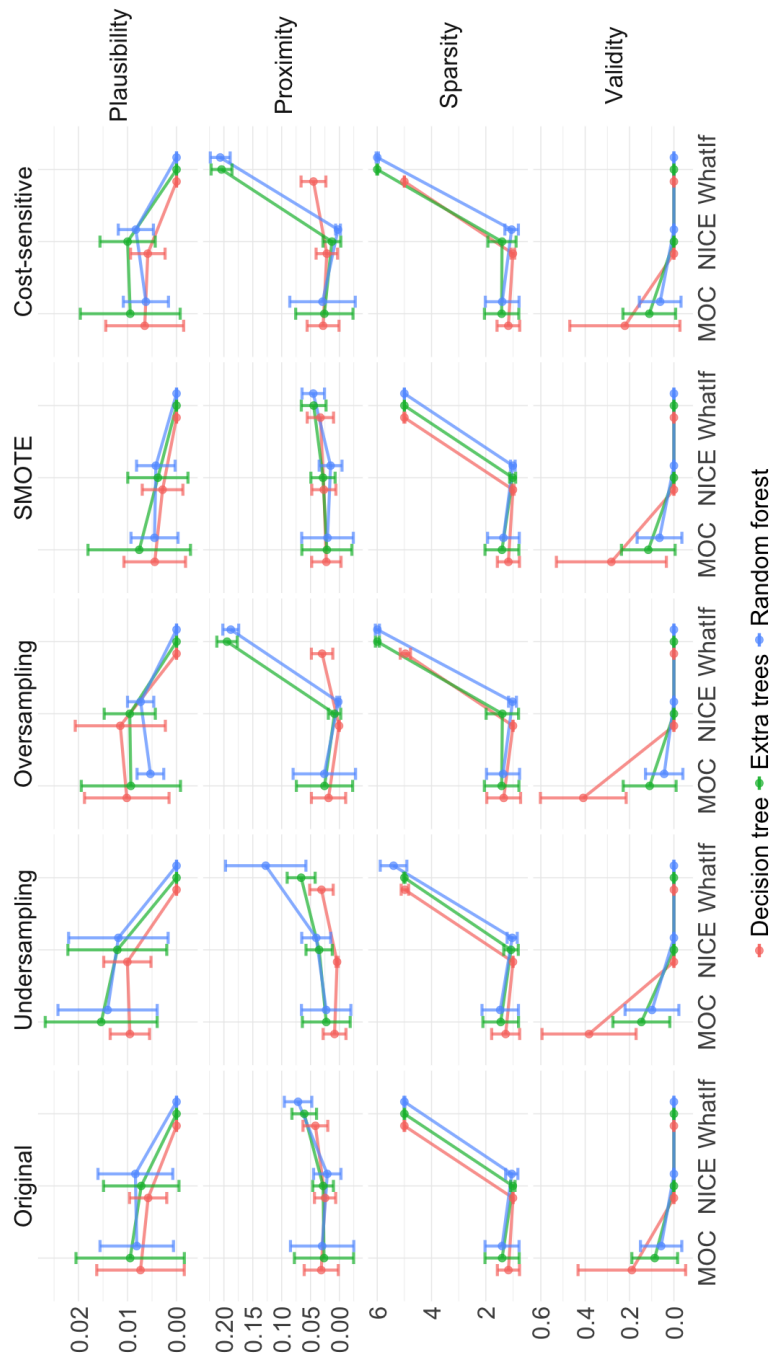 Original Undersampling Oversampling SMOTE Cost-sensitive
0.02
0.01
0.00
Plausibility
0.20
0.15
0.10
0.05
0.00
Proximity
6
4
2
Sparsity
0.6
0.4
0.2
0.0
Validity
MOC NICE WhatIf MOC NICE WhatIf MOC NICE WhatIf MOC NICE WhatIf MOC NICE WhatIf
Decision tree Extra trees Random forest